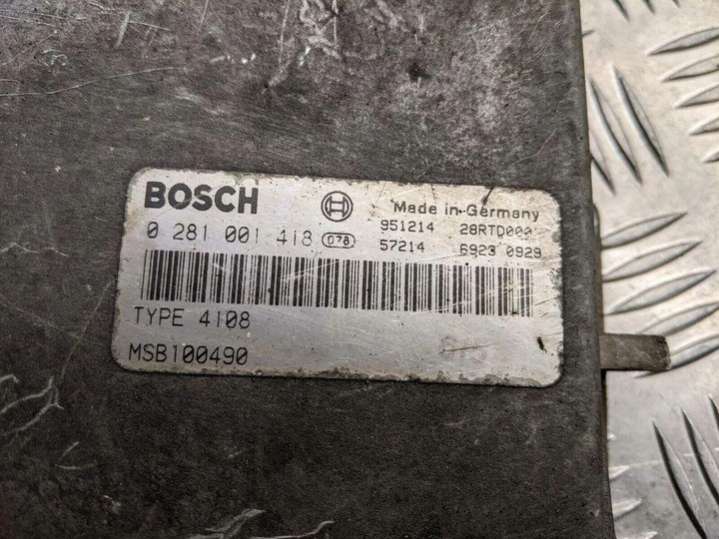 BOSCH
Made in Germany
0 281 001 418 078 951214 28RTD000
57214 6923 0929
TYPE 4108
MSB100490